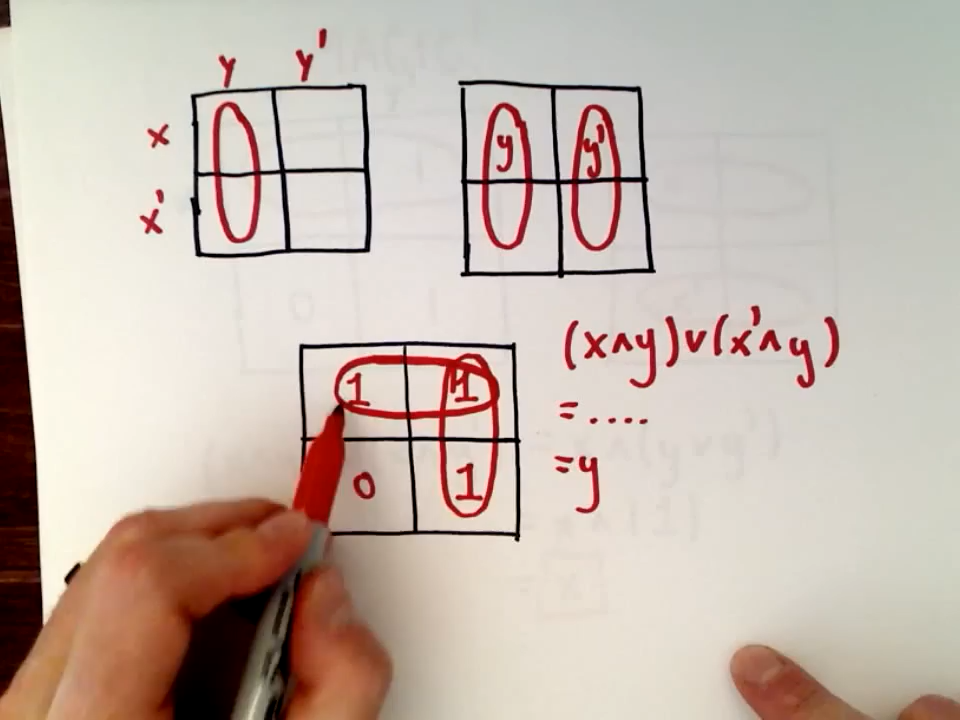 y y'
x
x'
y y'
(x∧y)∨(x'∧y)
=....
=y
1 1
0 1